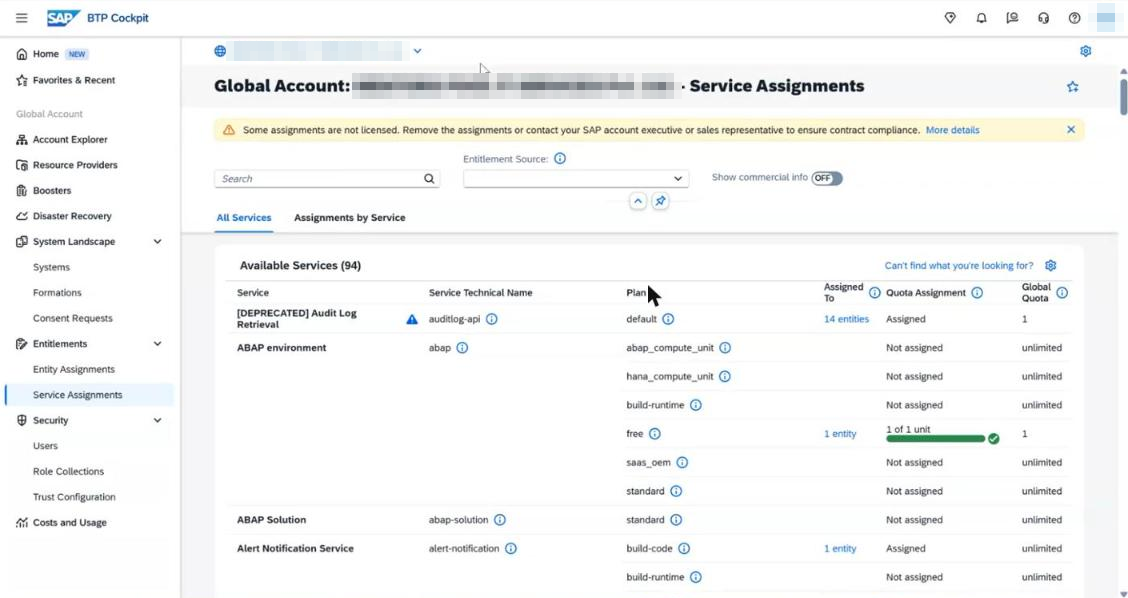 SAP BTP Cockpit
Home NEW
Favorites & Recent
Global Account
Account Explorer
Resource Providers
Boosters
Disaster Recovery
System Landscape
Systems
Formations
Consent Requests
Entitlements
Entity Assignments
Service Assignments
Security
Users
Role Collections
Trust Configuration
Costs and Usage
Global Account: - Service Assignments
Some assignments are not licensed. Remove the assignments or contact your SAP account executive or sales representative to ensure contract compliance. More details
Entitlement Source:
Search
Show commercial info OFF
All Services Assignments by Service
Available Services (94) Can't find what you're looking for?
Service Service Technical Name Plan Assigned To Quota Assignment Global Quota
[DEPRECATED] Audit Log Retrieval auditlog-api default 14 entities Assigned 1
ABAP environment abap abap_compute_unit Not assigned unlimited
hana_compute_unit Not assigned unlimited
build-runtime Not assigned unlimited
free 1 entity 1 of 1 unit 1
saas_oem Not assigned unlimited
standard Not assigned unlimited
ABAP Solution abap-solution standard Not assigned unlimited
Alert Notification Service alert-notification build-code 1 entity Assigned unlimited
build-runtime Not assigned unlimited